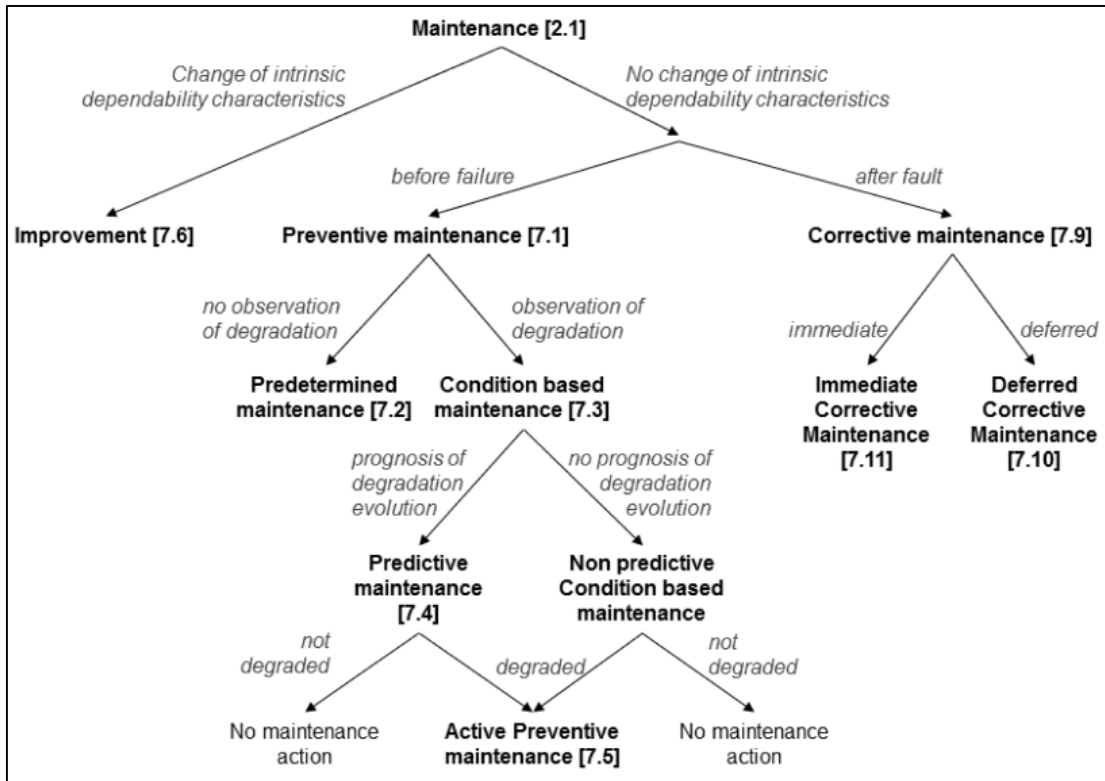 Maintenance [2.1]
Change of intrinsic
dependability characteristics
No change of intrinsic
dependability characteristics
before failure
after fault
Improvement [7.6]
Preventive maintenance [7.1]
Corrective maintenance [7.9]
no observation
of degradation
observation of
degradation
immediate
deferred
Predetermined
maintenance [7.2]
Condition based
maintenance [7.3]
Immediate
Corrective
Maintenance
[7.11]
Deferred
Corrective
Maintenance
[7.10]
prognosis of
degradation
evolution
no prognosis of
degradation
evolution
Predictive
maintenance
[7.4]
Non predictive
Condition based
maintenance
not
degraded
degraded
not
degraded
No maintenance
action
Active Preventive
maintenance [7.5]
No maintenance
action